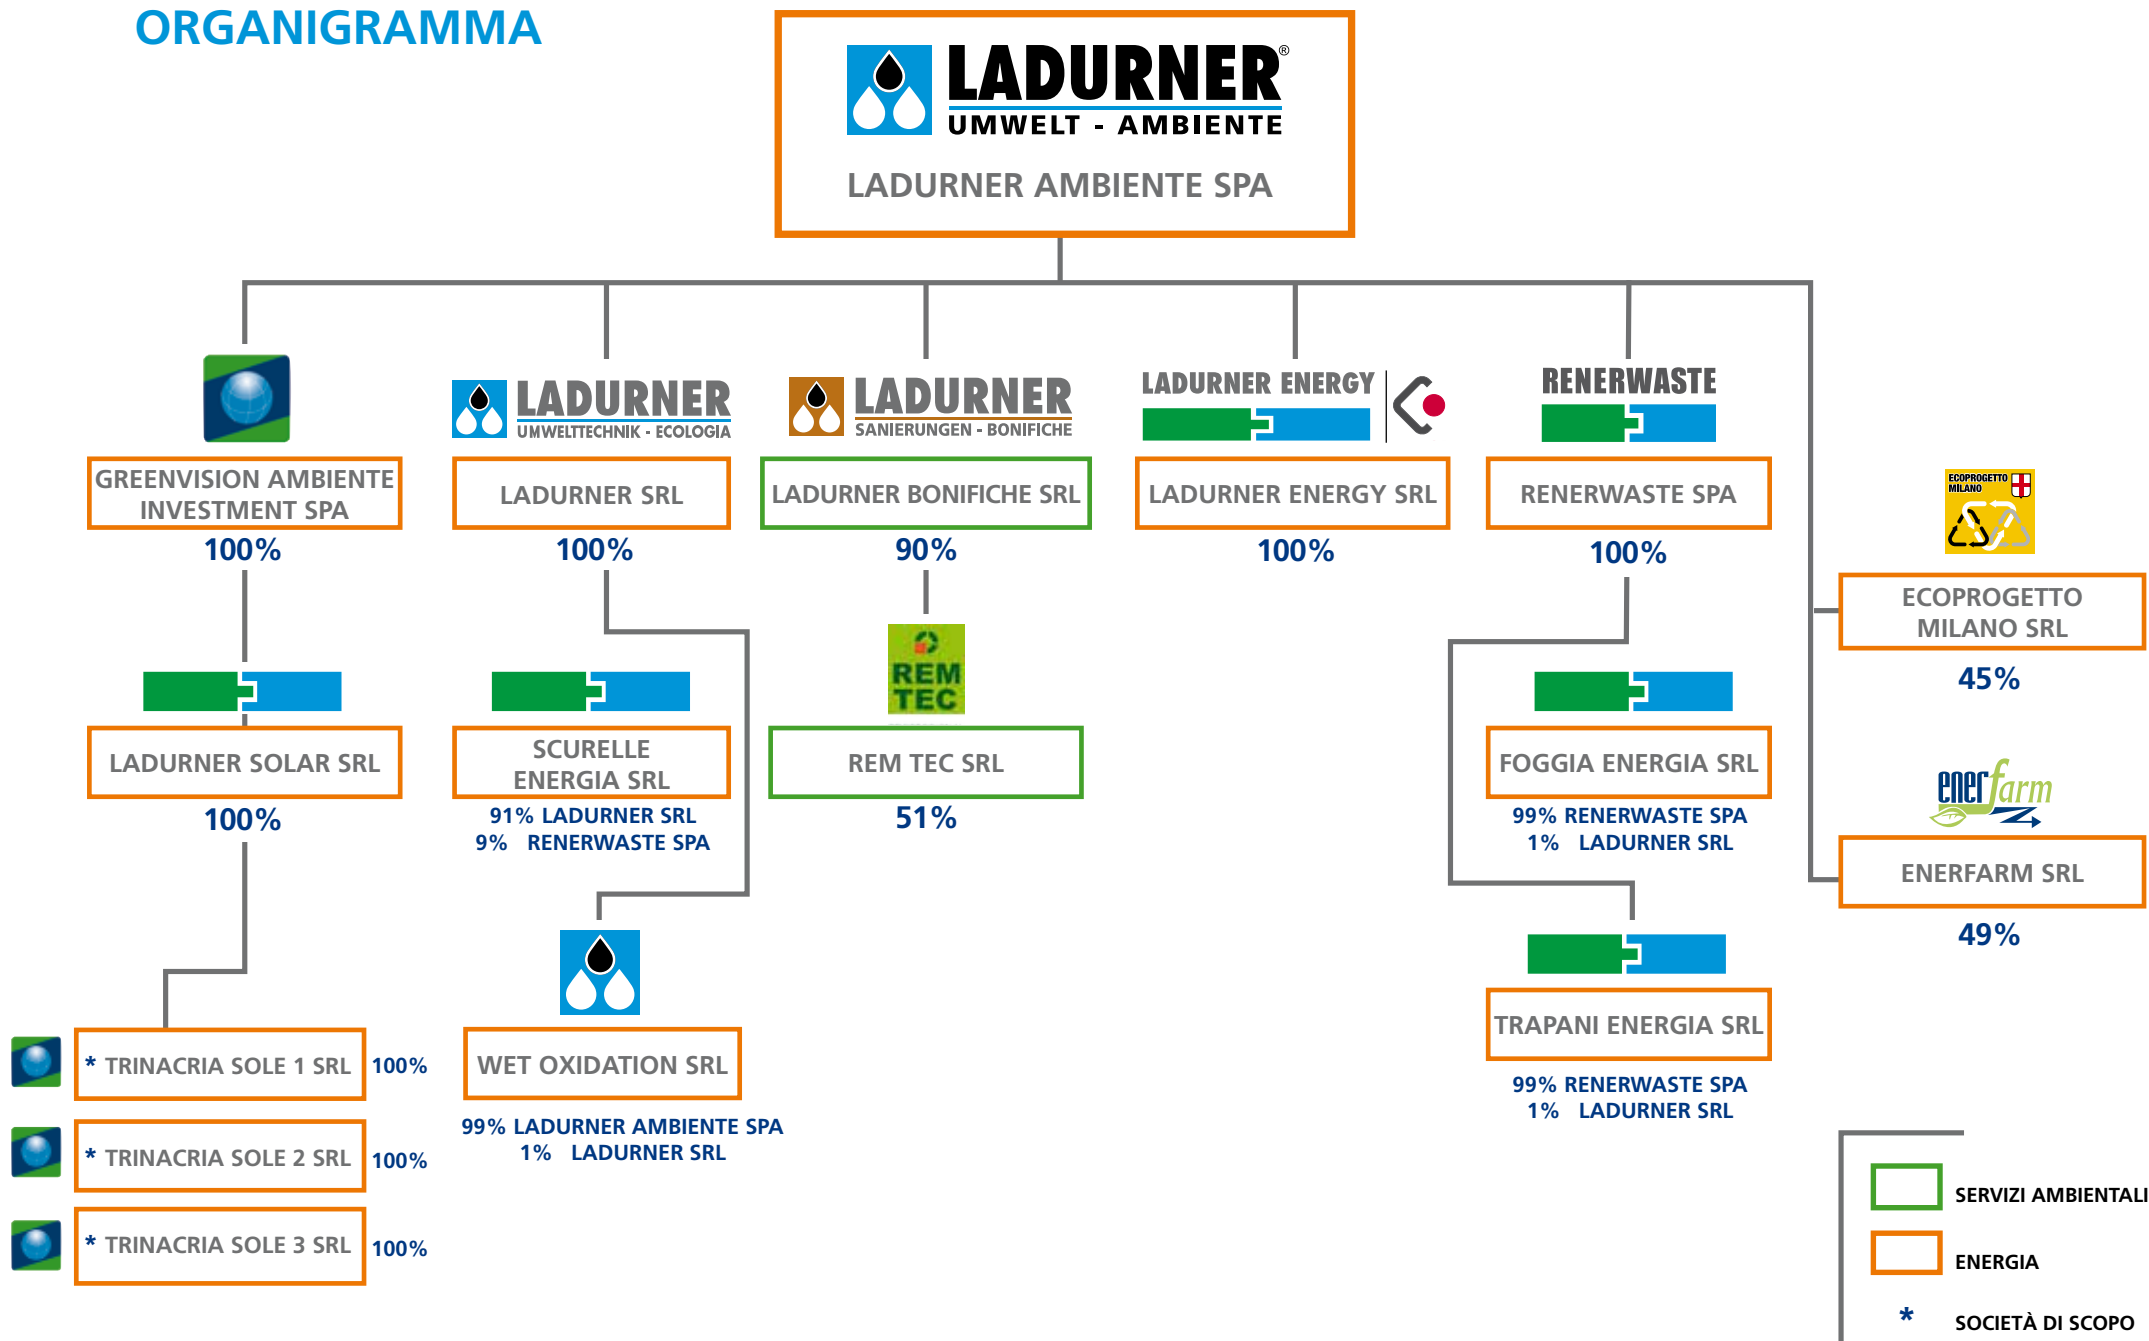 ORGANIGRAMMA
LADURNER®
UMWELT - AMBIENTE
LADURNER AMBIENTE SPA
LADURNER
UMWELTTECHNIK - ECOLOGIA
LADURNER
SANIERUNGEN - BONIFICHE
LADURNER ENERGY
RENERWASTE
GREENVISION AMBIENTE
INVESTMENT SPA
100%
LADURNER SRL
100%
LADURNER BONIFICHE SRL
90%
LADURNER ENERGY SRL
100%
RENERWASTE SPA
100%
ECOPROGETTO
MILANO
ECOPROGETTO
MILANO SRL
45%
REM
TEC
LADURNER SOLAR SRL
100%
SCURELLE
ENERGIA SRL
91% LADURNER SRL
9% RENERWASTE SPA
REM TEC SRL
51%
FOGGIA ENERGIA SRL
99% RENERWASTE SPA
1% LADURNER SRL
enerfarm
ENERFARM SRL
49%
* TRINACRIA SOLE 1 SRL 100%
* TRINACRIA SOLE 2 SRL 100%
* TRINACRIA SOLE 3 SRL 100%
WET OXIDATION SRL
99% LADURNER AMBIENTE SPA
1% LADURNER SRL
TRAPANI ENERGIA SRL
99% RENERWASTE SPA
1% LADURNER SRL
SERVIZI AMBIENTALI
ENERGIA
* SOCIETÀ DI SCOPO